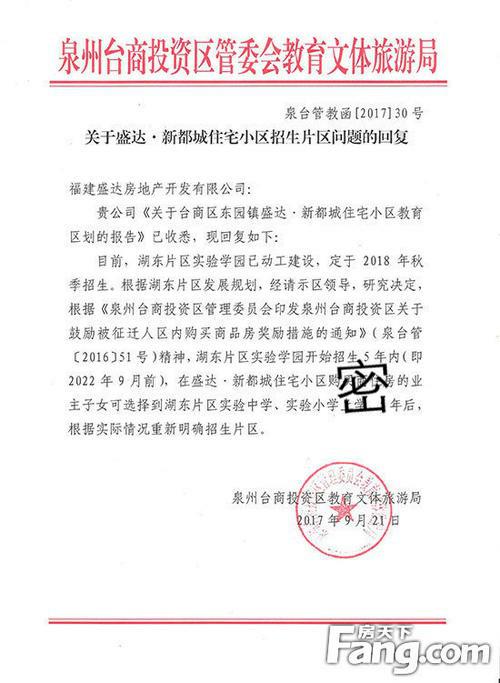 泉州台商投资区管委会教育文体旅游局
泉台管教函[2017]30号
关于盛达·新都城住宅小区招生片区问题的回复
福建盛达房地产开发有限公司：
贵公司《关于台商区东园镇盛达·新都城住宅小区教育
区划的报告》已收悉，现回复如下：
目前，湖东片区实验学园已动工建设，定于2018年秋
季招生。根据湖东片区发展规划，经请示区领导，研究决定，
根据《泉州台商投资区管理委员会印发泉州台商投资区关于
鼓励被征迁人区内购买商品房奖励措施的通知》（泉台管
〔2016〕51号）精神，湖东片区实验学园开始招生5年内（即
2022年9月前），在盛达·新都城住宅小区购 住房的业
主子女可选择到湖东片区实验中学、实验小学 年后，
根据实际情况重新明确招生片区。
密
泉州台商投资区教育文体旅游局
2017年9月21日
房天下
Fang.com